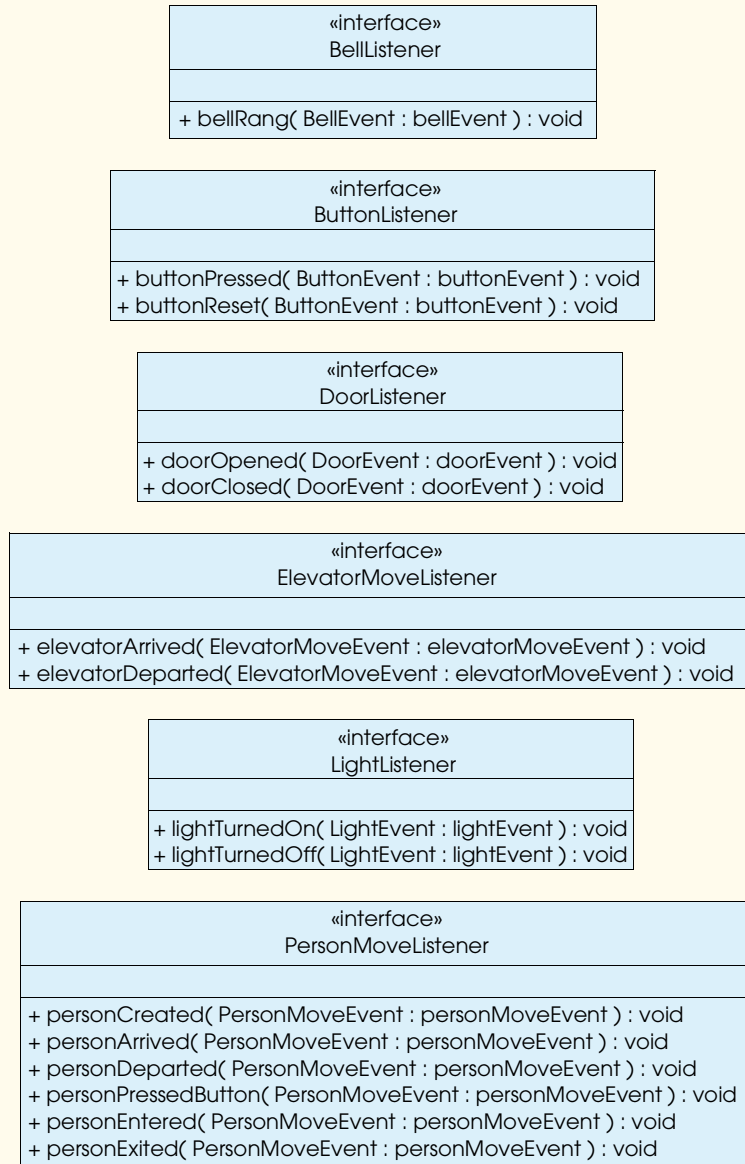 «interface»
BellListener
+ bellRang( BellEvent : bellEvent ) : void
«interface»
ButtonListener
+ buttonPressed( ButtonEvent : buttonEvent ) : void
+ buttonReset( ButtonEvent : buttonEvent ) : void
«interface»
DoorListener
+ doorOpened( DoorEvent : doorEvent ) : void
+ doorClosed( DoorEvent : doorEvent ) : void
«interface»
ElevatorMoveListener
+ elevatorArrived( ElevatorMoveEvent : elevatorMoveEvent ) : void
+ elevatorDeparted( ElevatorMoveEvent : elevatorMoveEvent ) : void
«interface»
LightListener
+ lightTurnedOn( LightEvent : lightEvent ) : void
+ lightTurnedOff( LightEvent : lightEvent ) : void
«interface»
PersonMoveListener
+ personCreated( PersonMoveEvent : personMoveEvent ) : void
+ personArrived( PersonMoveEvent : personMoveEvent ) : void
+ personDeparted( PersonMoveEvent : personMoveEvent ) : void
+ personPressedButton( PersonMoveEvent : personMoveEvent ) : void
+ personEntered( PersonMoveEvent : personMoveEvent ) : void
+ personExited( PersonMoveEvent : personMoveEvent ) : void